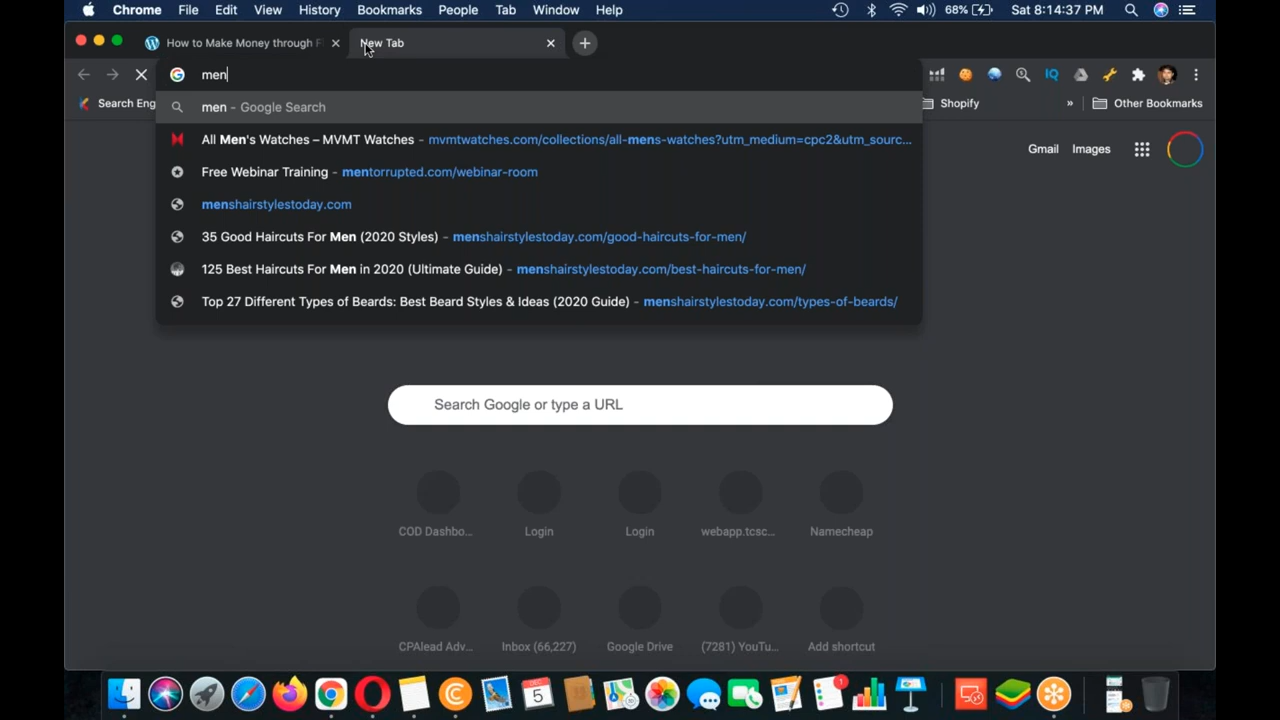 Chrome File Edit View History Bookmarks People Tab Window Help 68% Sat 8:14:37 PM
How to Make Money through F New Tab
men
IQ
Search Eng Shopify » Other Bookmarks
men - Google Search
All Men's Watches – MVMT Watches - mvmtwatches.com/collections/all-mens-watches?utm_medium=cpc2&utm_sourc...
Free Webinar Training - mentorrupted.com/webinar-room
menshairstylestoday.com
35 Good Haircuts For Men (2020 Styles) - menshairstylestoday.com/good-haircuts-for-men/
125 Best Haircuts For Men in 2020 (Ultimate Guide) - menshairstylestoday.com/best-haircuts-for-men/
Top 27 Different Types of Beards: Best Beard Styles & Ideas (2020 Guide) - menshairstylestoday.com/types-of-beards/
Gmail Images
Search Google or type a URL
COD Dashbo... Login Login webapp.tcsc... Namecheap
CPAlead Adv... Inbox (66,227) Google Drive (7281) YouTu... Add shortcut
DEC 5 1